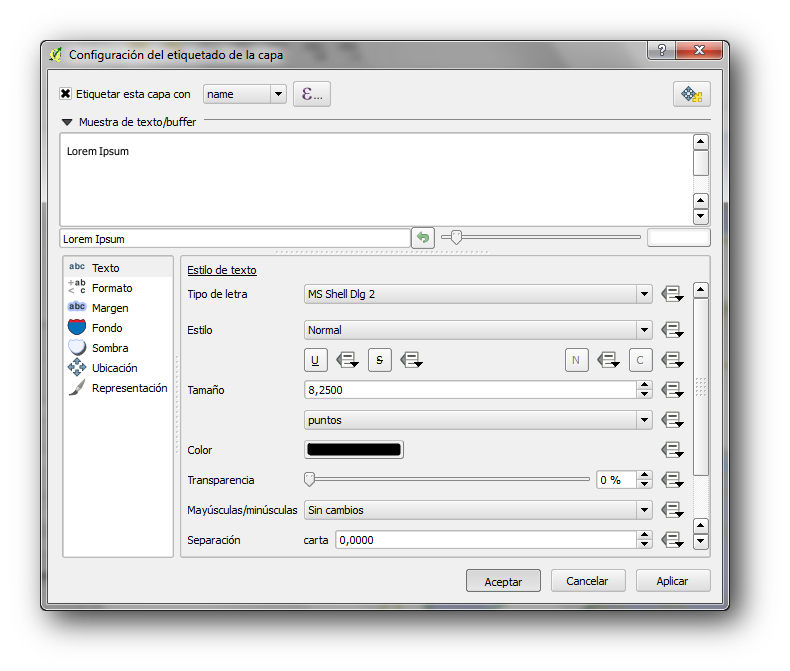 Configuración del etiquetado de la capa
?
Etiquetar esta capa con name ε...
Muestra de texto/buffer
Lorem Ipsum
Lorem Ipsum
abc Texto
+ab < c Formato
abc Margen
Fondo
Sombra
Ubicación
Representación
Estilo de texto
Tipo de letra MS Shell Dlg 2
Estilo Normal
U S N C
Tamaño 8,2500
puntos
Color
Transparencia 0 %
Mayúsculas/minúsculas Sin cambios
Separación carta 0,0000
Aceptar Cancelar Aplicar